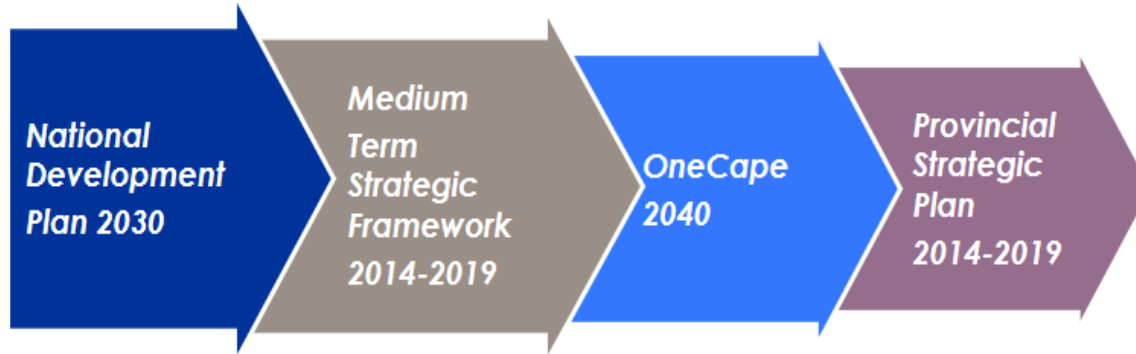 National
Development
Plan 2030
Medium
Term
Strategic
Framework
2014-2019
OneCape
2040
Provincial
Strategic
Plan
2014-2019